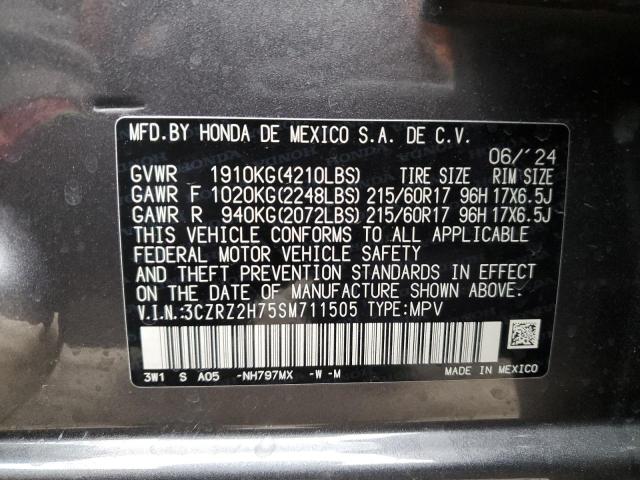 MFD.BY HONDA DE MEXICO S.A. DE C.V.
06/'24
GVWR 1910KG(4210LBS) TIRE SIZE RIM SIZE
GAWR F 1020KG(2248LBS) 215/60R17 96H 17X6.5J
GAWR R 940KG(2072LBS) 215/60R17 96H 17X6.5J
THIS VEHICLE CONFORMS TO ALL APPLICABLE
FEDERAL MOTOR VEHICLE SAFETY
AND THEFT PREVENTION STANDARDS IN EFFECT
ON THE DATE OF MANUFACTURE SHOWN ABOVE.
V.I.N.:3CZRZ2H75SM711505 TYPE:MPV
3W1 S A05 -NH797MX -W -M MADE IN MEXICO